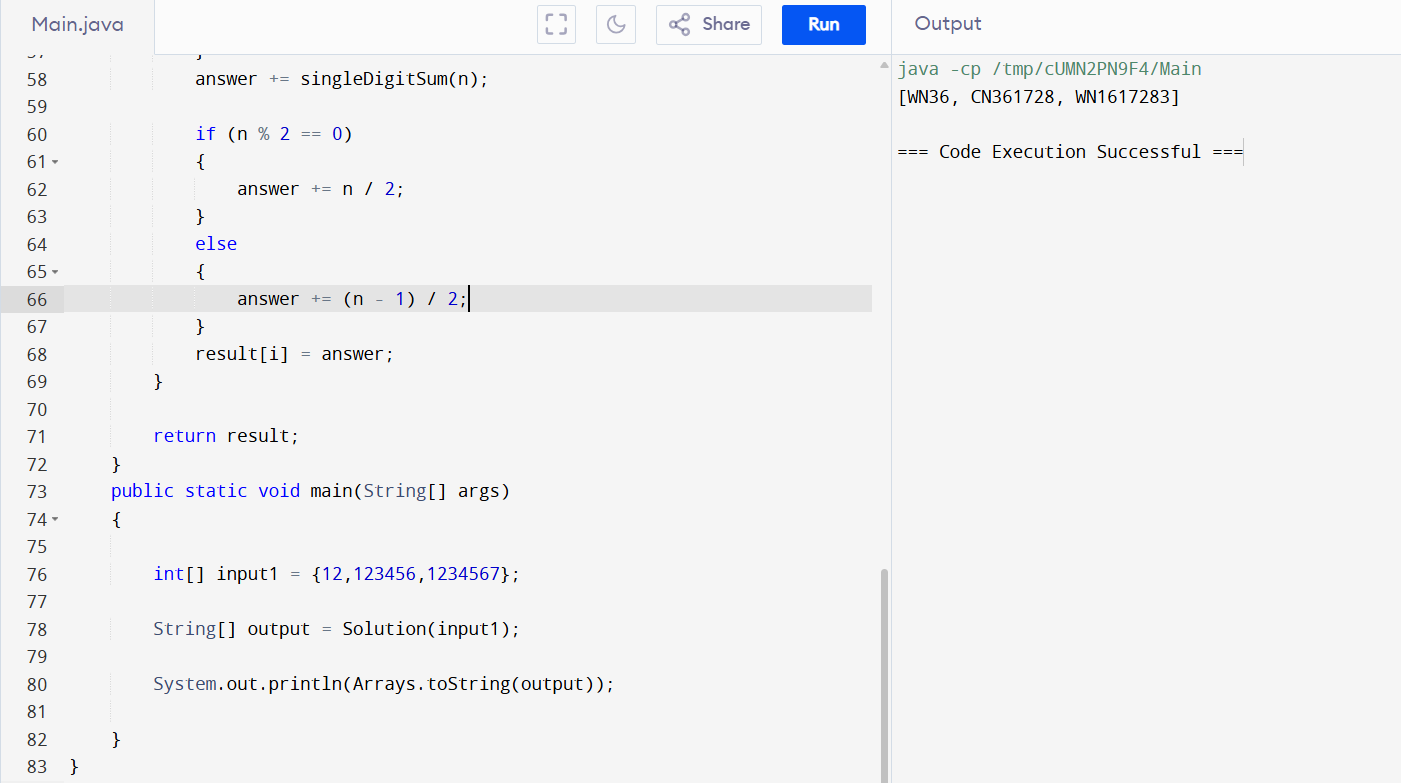 Main.java
Share
Run
Output
58 answer += singleDigitSum(n);
59
60 if (n % 2 == 0)
61 {
62 answer += n / 2;
63 }
64 else
65 {
66 answer += (n - 1) / 2;
67 }
68 result[i] = answer;
69 }
70
71 return result;
72 }
73 public static void main(String[] args)
74 {
75
76 int[] input1 = {12,123456,1234567};
77
78 String[] output = Solution(input1);
79
80 System.out.println(Arrays.toString(output));
81
82 }
83 }
java -cp /tmp/cUMN2PN9F4/Main
[WN36, CN361728, WN1617283]
=== Code Execution Successful ===